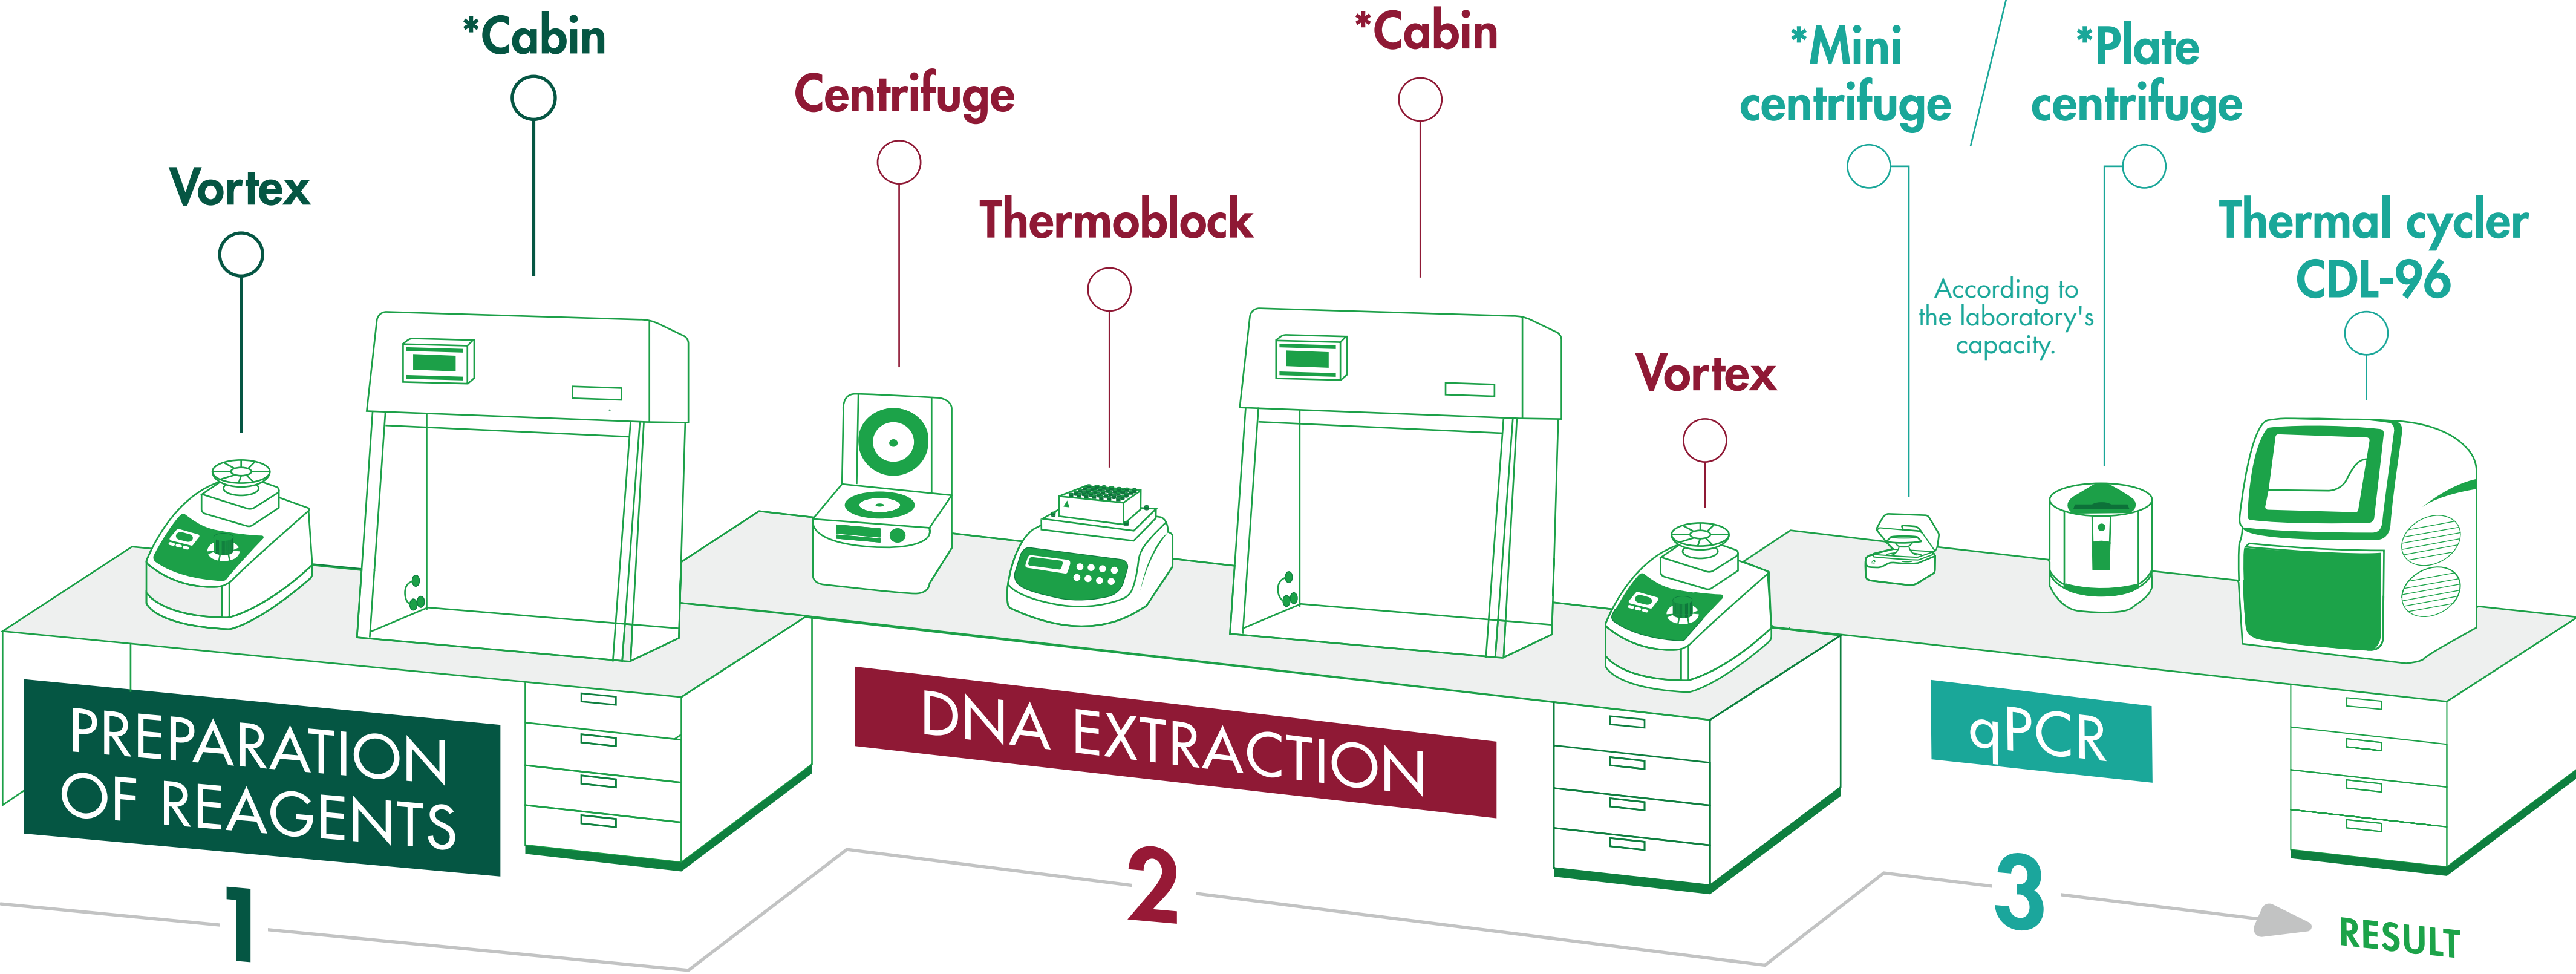 Vortex
*Cabin
Centrifuge
Thermoblock
*Cabin
Vortex
*Mini
centrifuge
*Plate
centrifuge
According to
the laboratory's
capacity.
Thermal cycler
CDL-96
PREPARATION
OF REAGENTS
DNA EXTRACTION
qPCR
1
2
3
RESULT